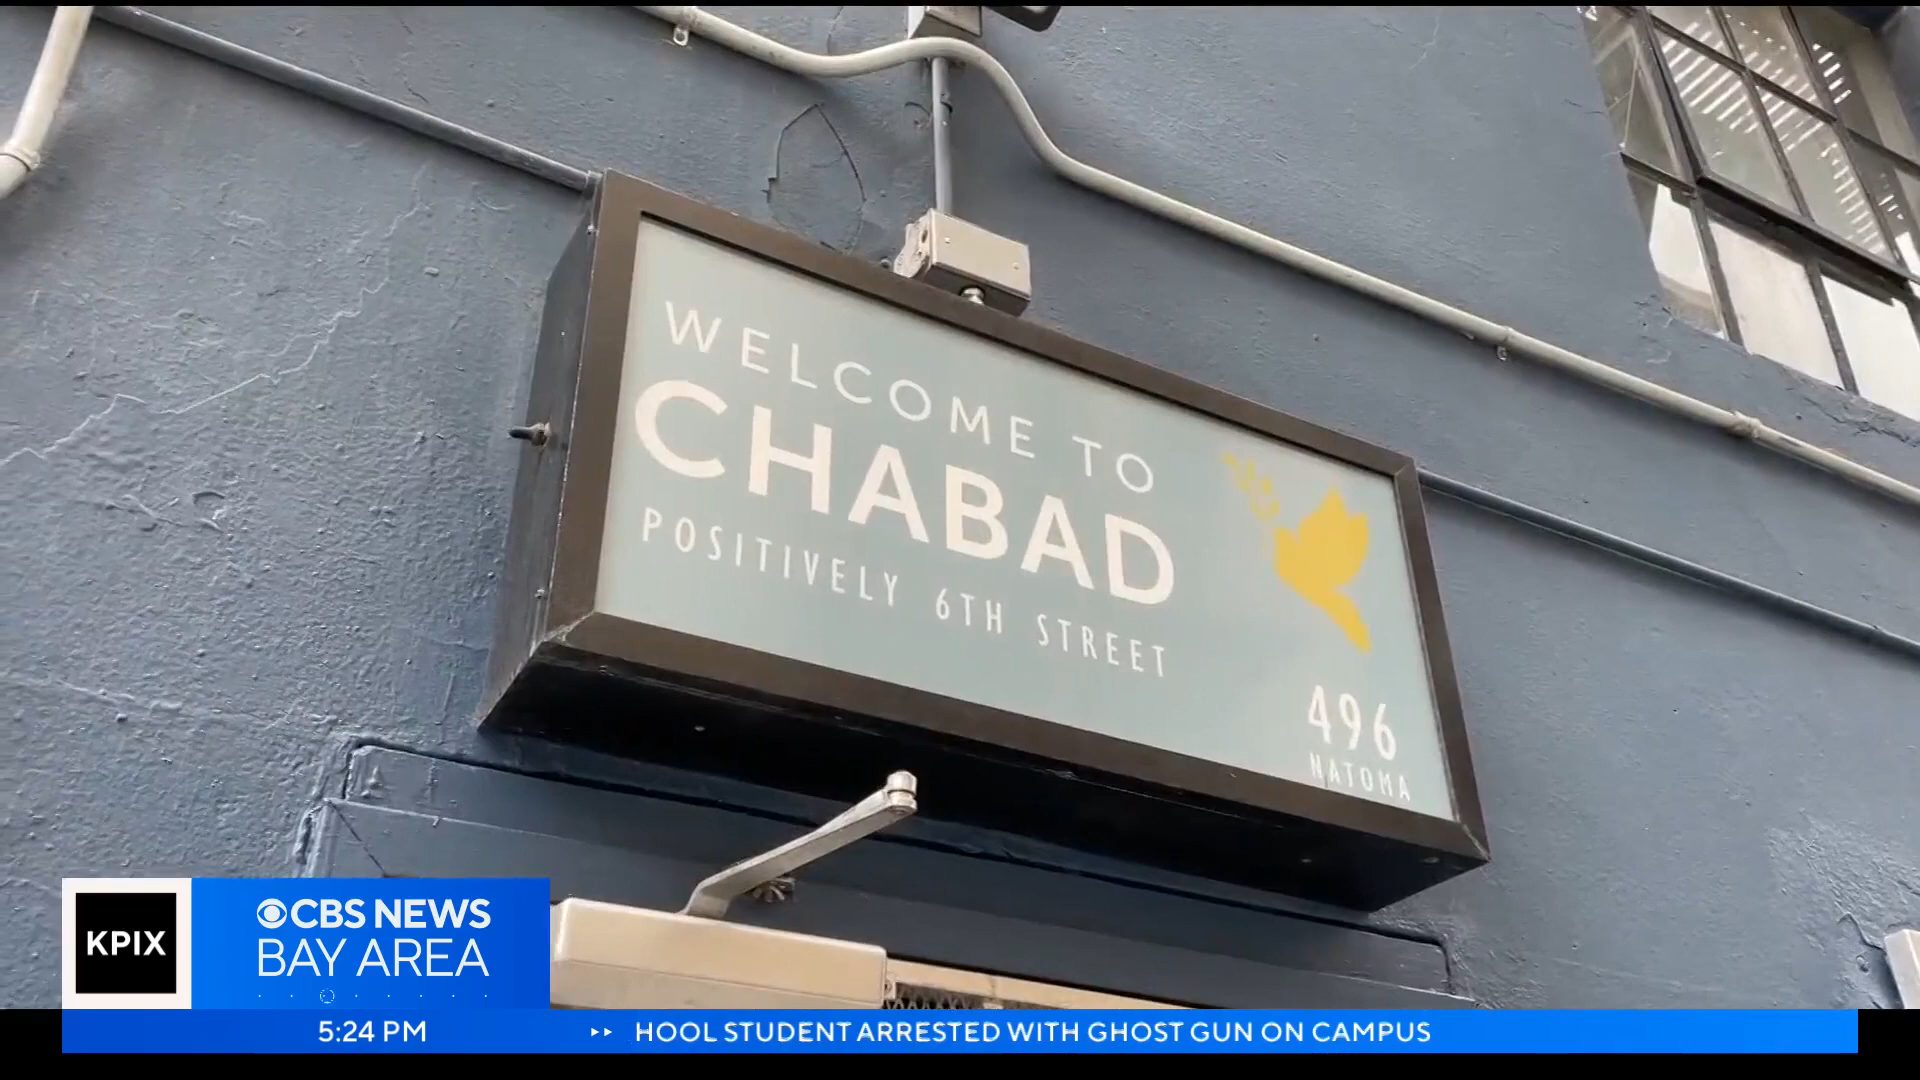 WELCOME TO
CHABAD
POSITIVELY 6TH STREET
496
NATOMA
KPIX
CBS NEWS
BAY AREA
5:24 PM
HOOL STUDENT ARRESTED WITH GHOST GUN ON CAMPUS